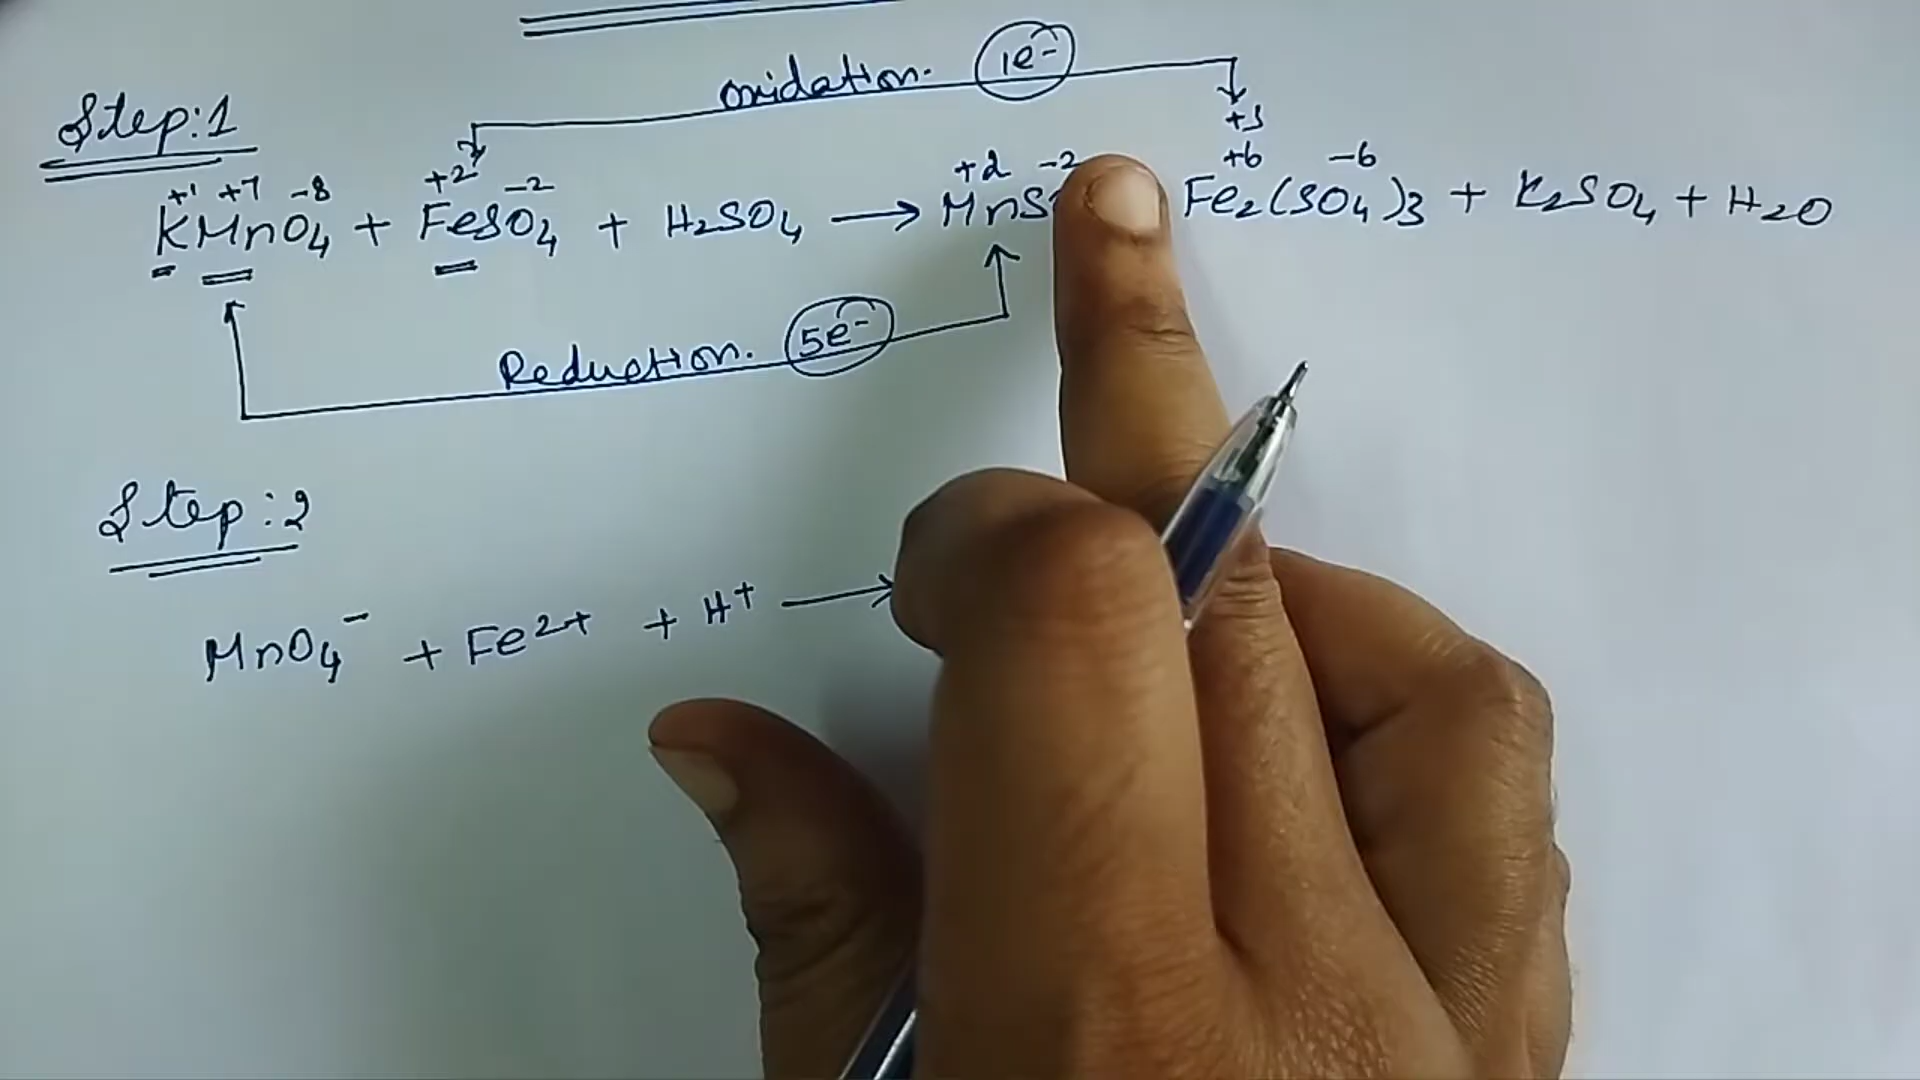 Step:1
oxidation. 1e-
+3
+1 +7 -8 +2 -2 +2 -2 +6 -6
KMnO4 + FeSO4 + H2SO4 → MnS Fe2(SO4)3 + K2SO4 + H2O
Reduction. 5e-
Step:2
MnO4- + Fe2+ + H+ →